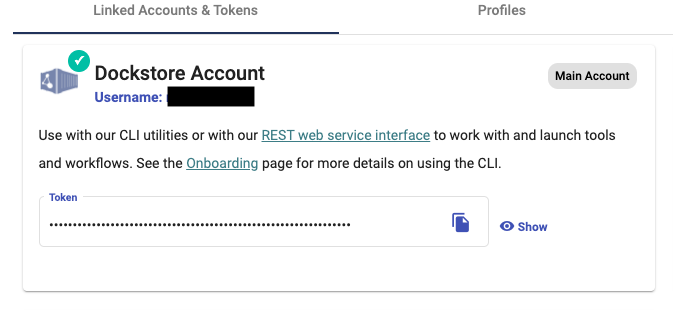 Linked Accounts & Tokens
Profiles
Dockstore Account
Main Account
Username:
Use with our CLI utilities or with our REST web service interface to work with and launch tools
and workflows. See the Onboarding page for more details on using the CLI.
Token
Show